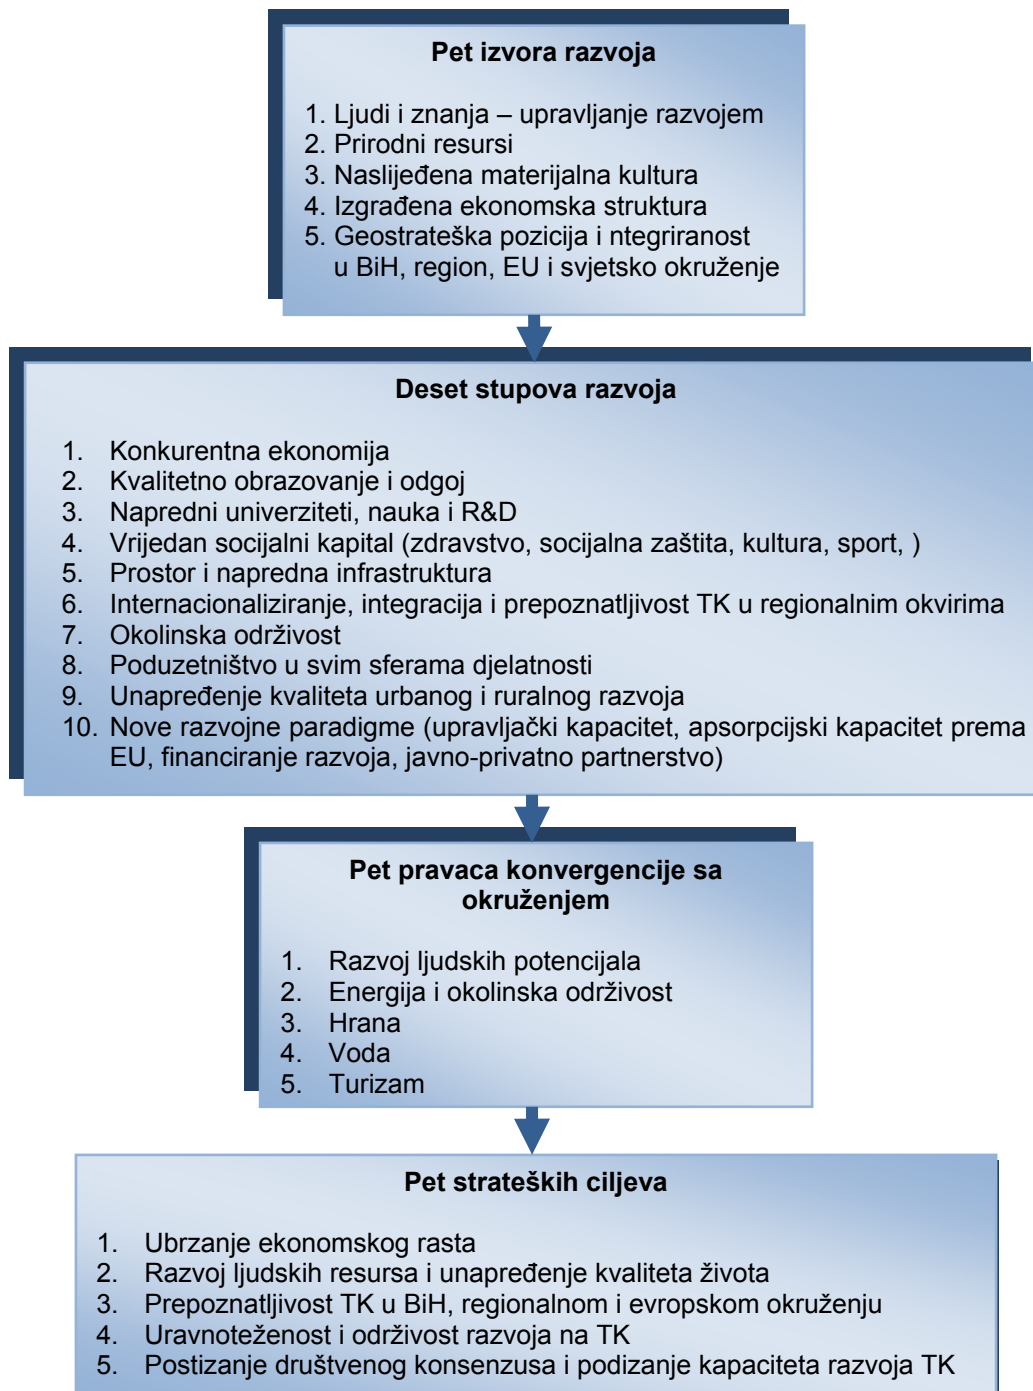 Pet izvora razvoja
1. Ljudi i znanja – upravljanje razvojem
2. Prirodni resursi
3. Naslijeđena materijalna kultura
4. Izgrađena ekonomska struktura
5. Geostrateška pozicija i ntegriranost
u BiH, region, EU i svjetsko okruženje
Deset stupova razvoja
1. Konkurentna ekonomija
2. Kvalitetno obrazovanje i odgoj
3. Napredni univerziteti, nauka i R&D
4. Vrijedan socijalni kapital (zdravstvo, socijalna zaštita, kultura, sport, )
5. Prostor i napredna infrastruktura
6. Internacionaliziranje, integracija i prepoznatljivost TK u regionalnim okvirima
7. Okolinska održivost
8. Poduzetništvo u svim sferama djelatnosti
9. Unapređenje kvaliteta urbanog i ruralnog razvoja
10. Nove razvojne paradigme (upravljački kapacitet, apsorpcijski kapacitet prema
EU, financiranje razvoja, javno-privatno partnerstvo)
Pet pravaca konvergencije sa
okruženjem
1. Razvoj ljudskih potencijala
2. Energija i okolinska održivost
3. Hrana
4. Voda
5. Turizam
Pet strateških ciljeva
1. Ubrzanje ekonomskog rasta
2. Razvoj ljudskih resursa i unapređenje kvaliteta života
3. Prepoznatljivost TK u BiH, regionalnom i evropskom okruženju
4. Uravnoteženost i održivost razvoja na TK
5. Postizanje društvenog konsenzusa i podizanje kapaciteta razvoja TK